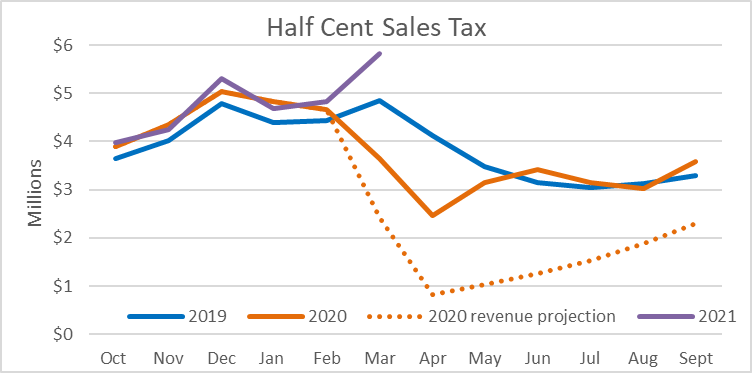 Half Cent Sales Tax
$6
$5
$4
$3
$2
$1
$0
Millions
2019 2020 2020 revenue projection 2021
Oct Nov Dec Jan Feb Mar Apr May Jun Jul Aug Sept